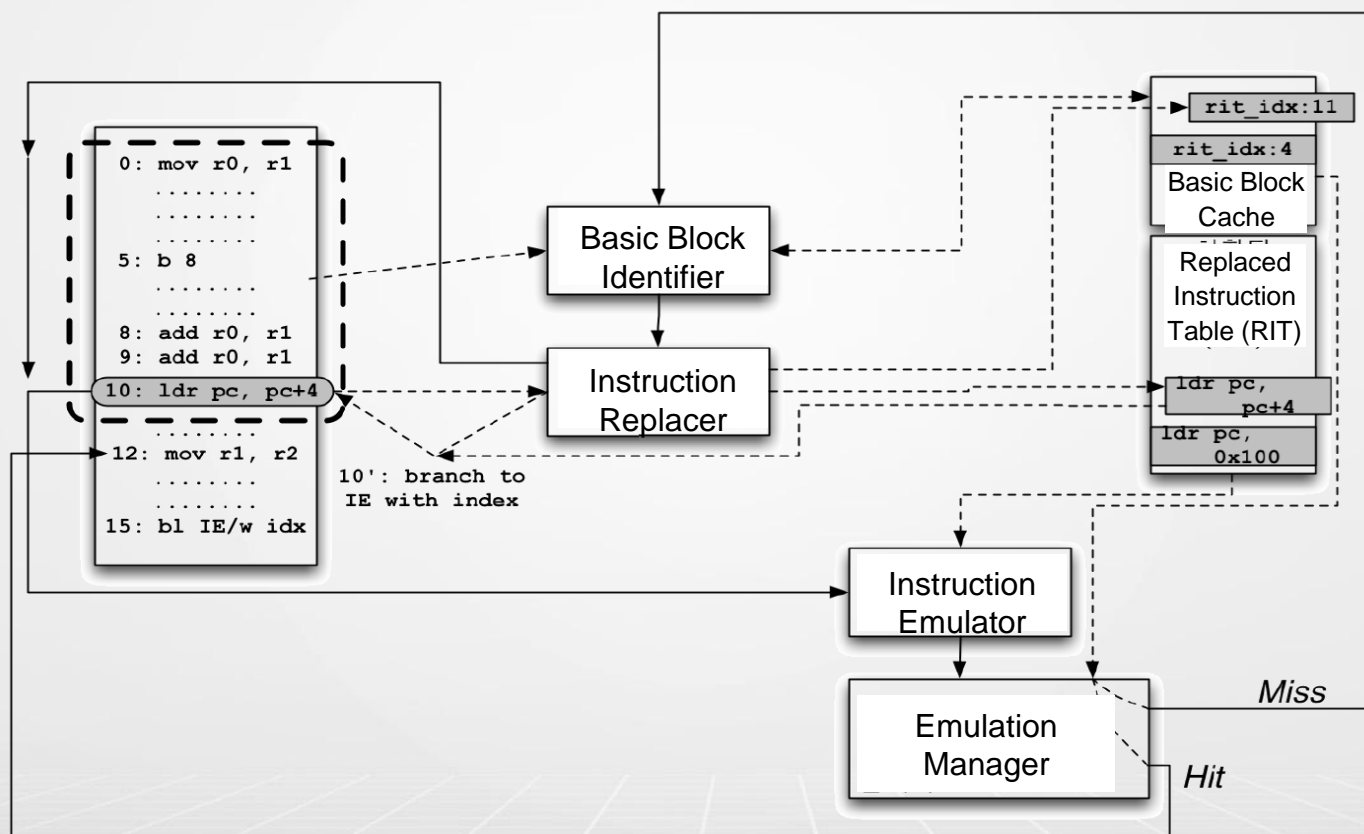 0: mov r0, r1
........
........
........
5: b 8
........
........
8: add r0, r1
9: add r0, r1
10: ldr pc, pc+4
........
12: mov r1, r2
........
........
15: bl IE/w idx
Basic Block
Identifier
Instruction
Replacer
10': branch to
IE with index
rit_idx:11
rit_idx:4
Basic Block
Cache
Replaced
Instruction
Table (RIT)
ldr pc,
pc+4
ldr pc,
0x100
Instruction
Emulator
Emulation
Manager
Miss
Hit